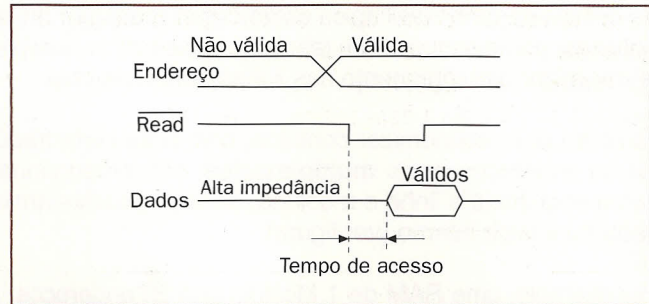 Não válida Válida
Endereço
Read
Alta impedância Válidos
Dados
Tempo de acesso